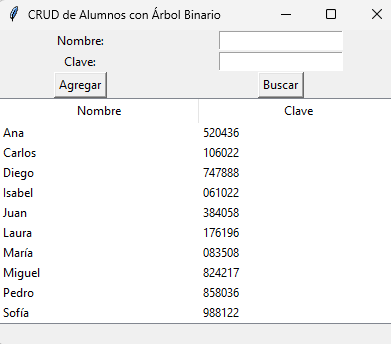 CRUD de Alumnos con Árbol Binario
Nombre:
Clave:
Agregar Buscar
Nombre Clave
Ana 520436
Carlos 106022
Diego 747888
Isabel 061022
Juan 384058
Laura 176196
María 083508
Miguel 824217
Pedro 858036
Sofía 988122